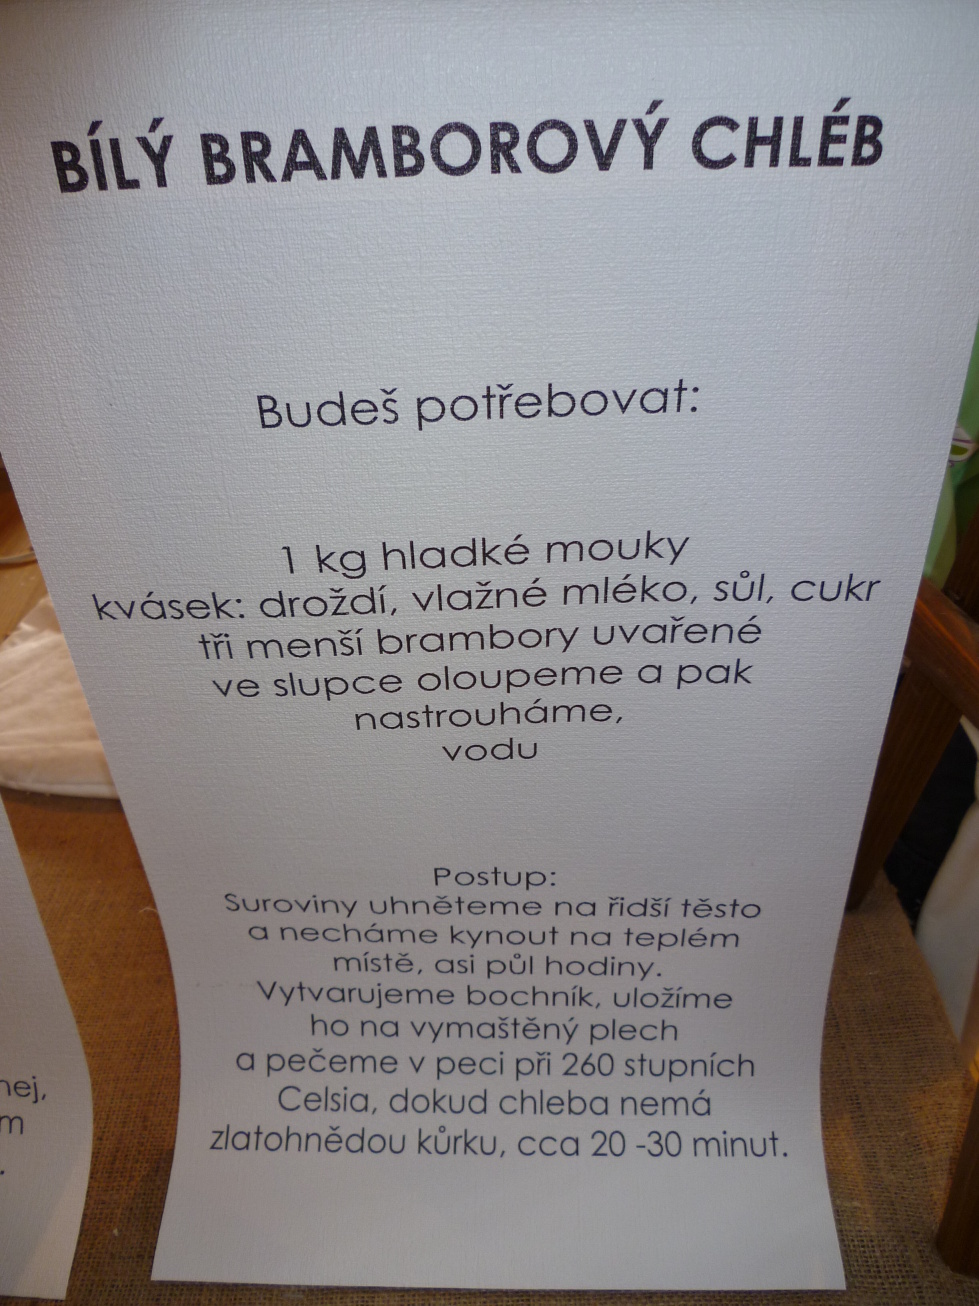 BÍLÝ BRAMBOROVÝ CHLÉB
Budeš potřebovat:
1 kg hladké mouky
kvásek: droždí, vlažné mléko, sůl, cukr
tři menší brambory uvařené
ve slupce oloupeme a pak
nastrouháme,
vodu
Postup:
Suroviny uhněteme na řidší těsto
a necháme kynout na teplém
místě, asi půl hodiny.
Vytvarujeme bochník, uložíme
ho na vymaštěný plech
a pečeme v peci při 260 stupních
Celsia, dokud chleba nemá
zlatohnědou kůrku, cca 20 -30 minut.